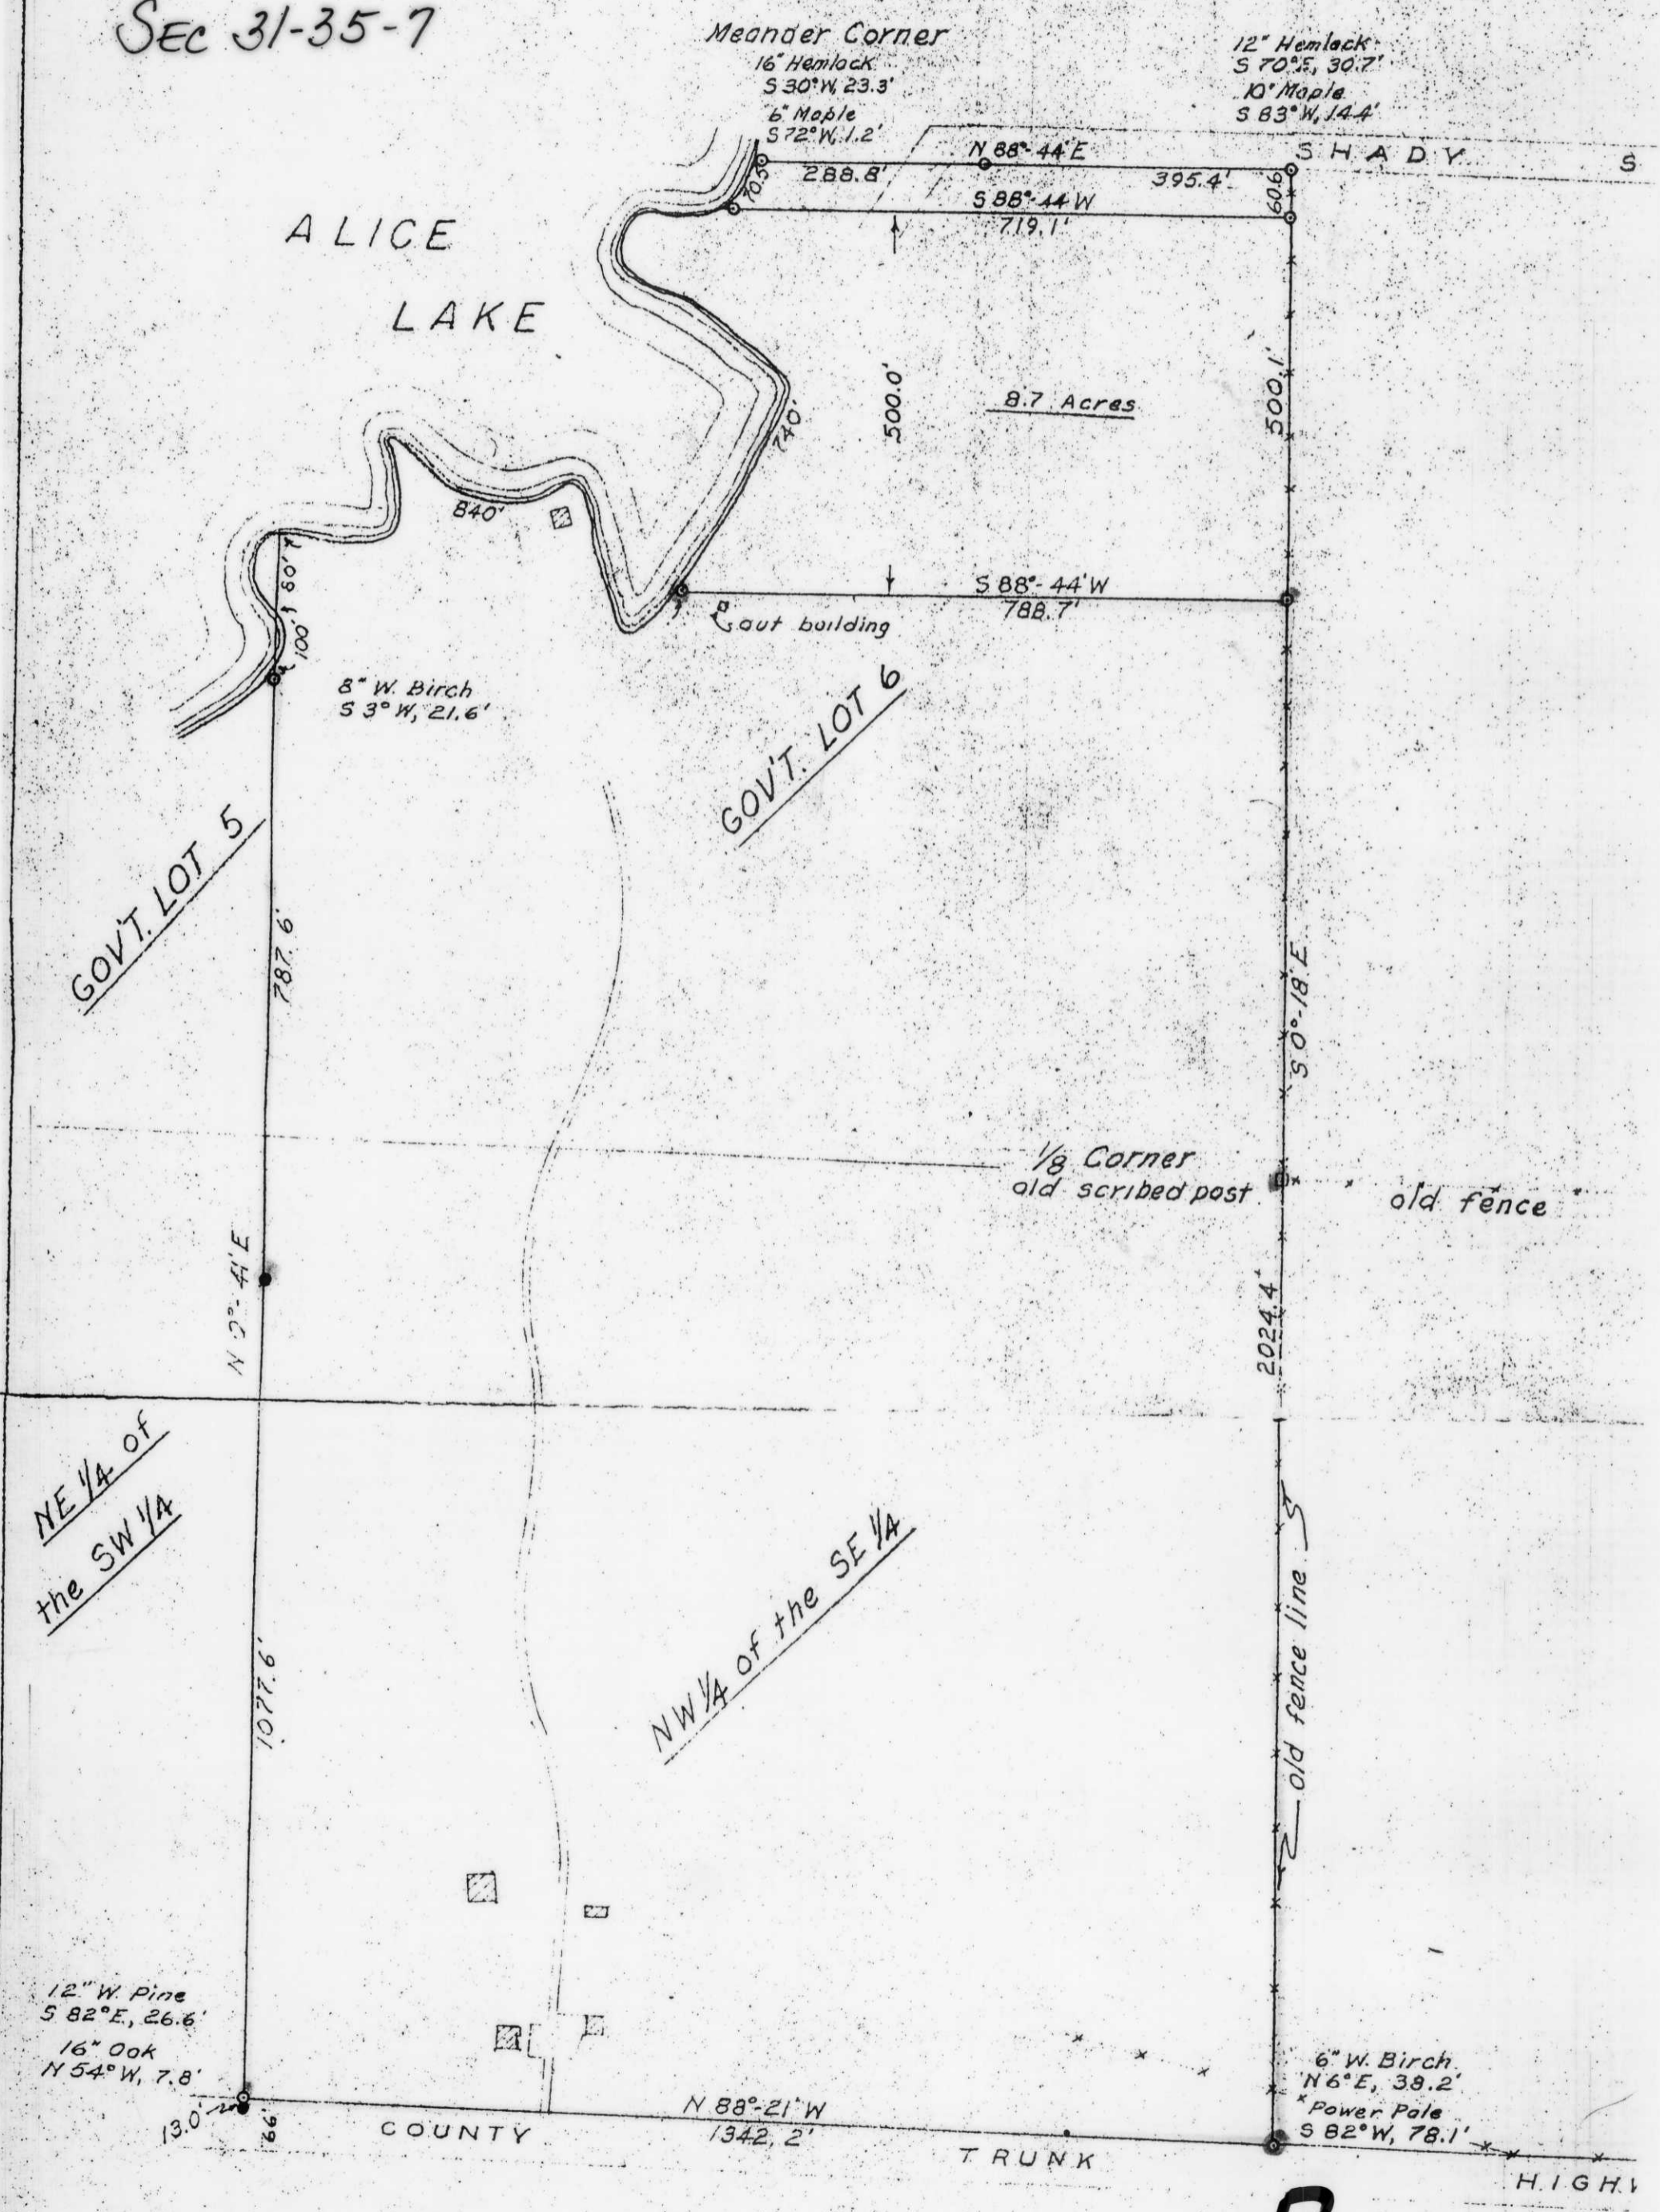 SEC 31-35-7
Meander Corner
16" Hemlock
S 30° W, 23.3'
6" Maple
S 72° W, 1.2'
12" Hemlock
S 70° E, 30.7'
10" Maple
S 83° W, 14.4'
N 88°-44' E
SHADY
S
288.8'
395.4'
70.5'
60.6'
S 88°-44' W
719.1'
ALICE
LAKE
500.0'
8.7 Acres
500.1'
740'
840'
80'
100'
S 88°-44' W
788.7'
out building
8" W. Birch
S 3° W, 21.6'
GOV'T. LOT 6
GOV'T. LOT 5
787.6'
S 0°-18' E
1/8 Corner
old scribed post
old fence
N 0°-41' E
2024.4'
NE 1/4 of
the SW 1/4
NW 1/4 of the SE 1/4
old fence line
1077.6'
12" W. Pine
S 82° E, 26.6'
16" Oak
N 54° W, 7.8'
13.0'
66'
N 88°-21' W
1342.2'
6" W. Birch
N 6° E, 38.2'
Power Pole
S 82° W, 78.1'
COUNTY
TRUNK